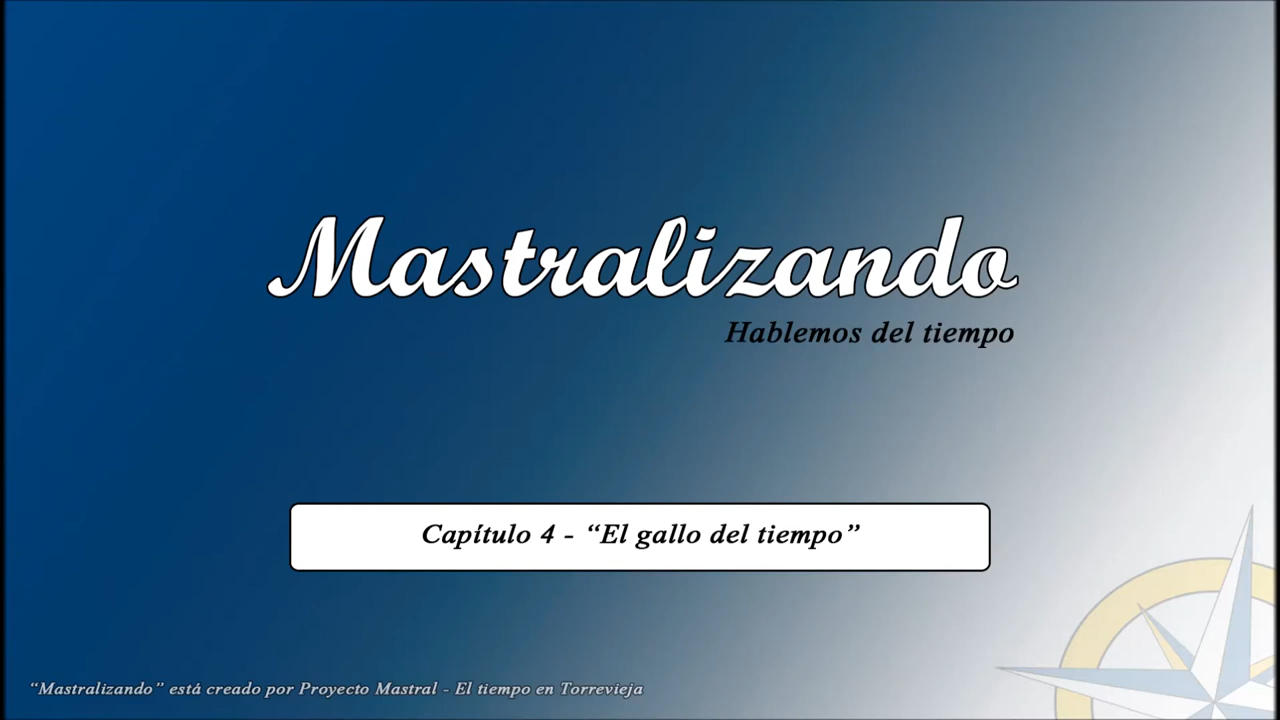 Mastralizando
Hablemos del tiempo
Capítulo 4 - “El gallo del tiempo”
“Mastralizando” está creado por Proyecto Mastral - El tiempo en Torrevieja